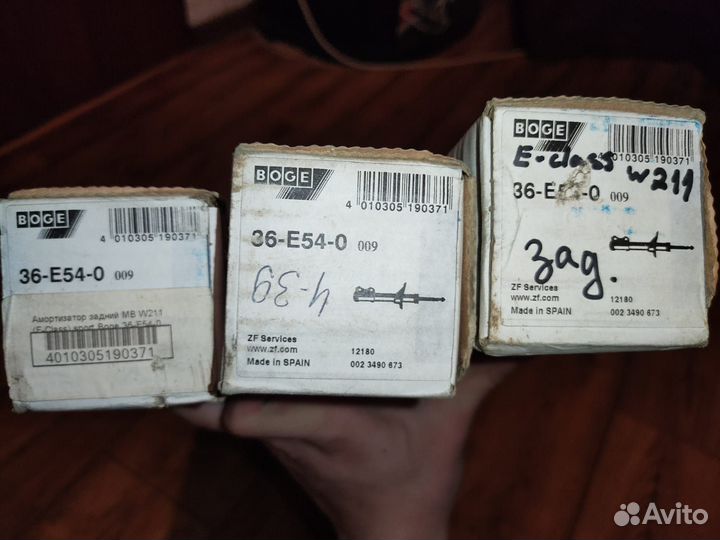 BOGE
4 010305 190371
36-E54-0 009
Амортизатор задний MB W211
(E-Class) sport Boge 36-E54-0
4010305190371
BOGE
4 010305 190371
36-E54-0 009
4-39
ZF Services
www.zf.com 12180
Made in SPAIN 002 3490 673
BOGE
4 010305 190371
E-class W211
36-E54-0 009
зад.
ZF Services
www.zf.com 12180
Made in SPAIN 002 3490 673
Avito